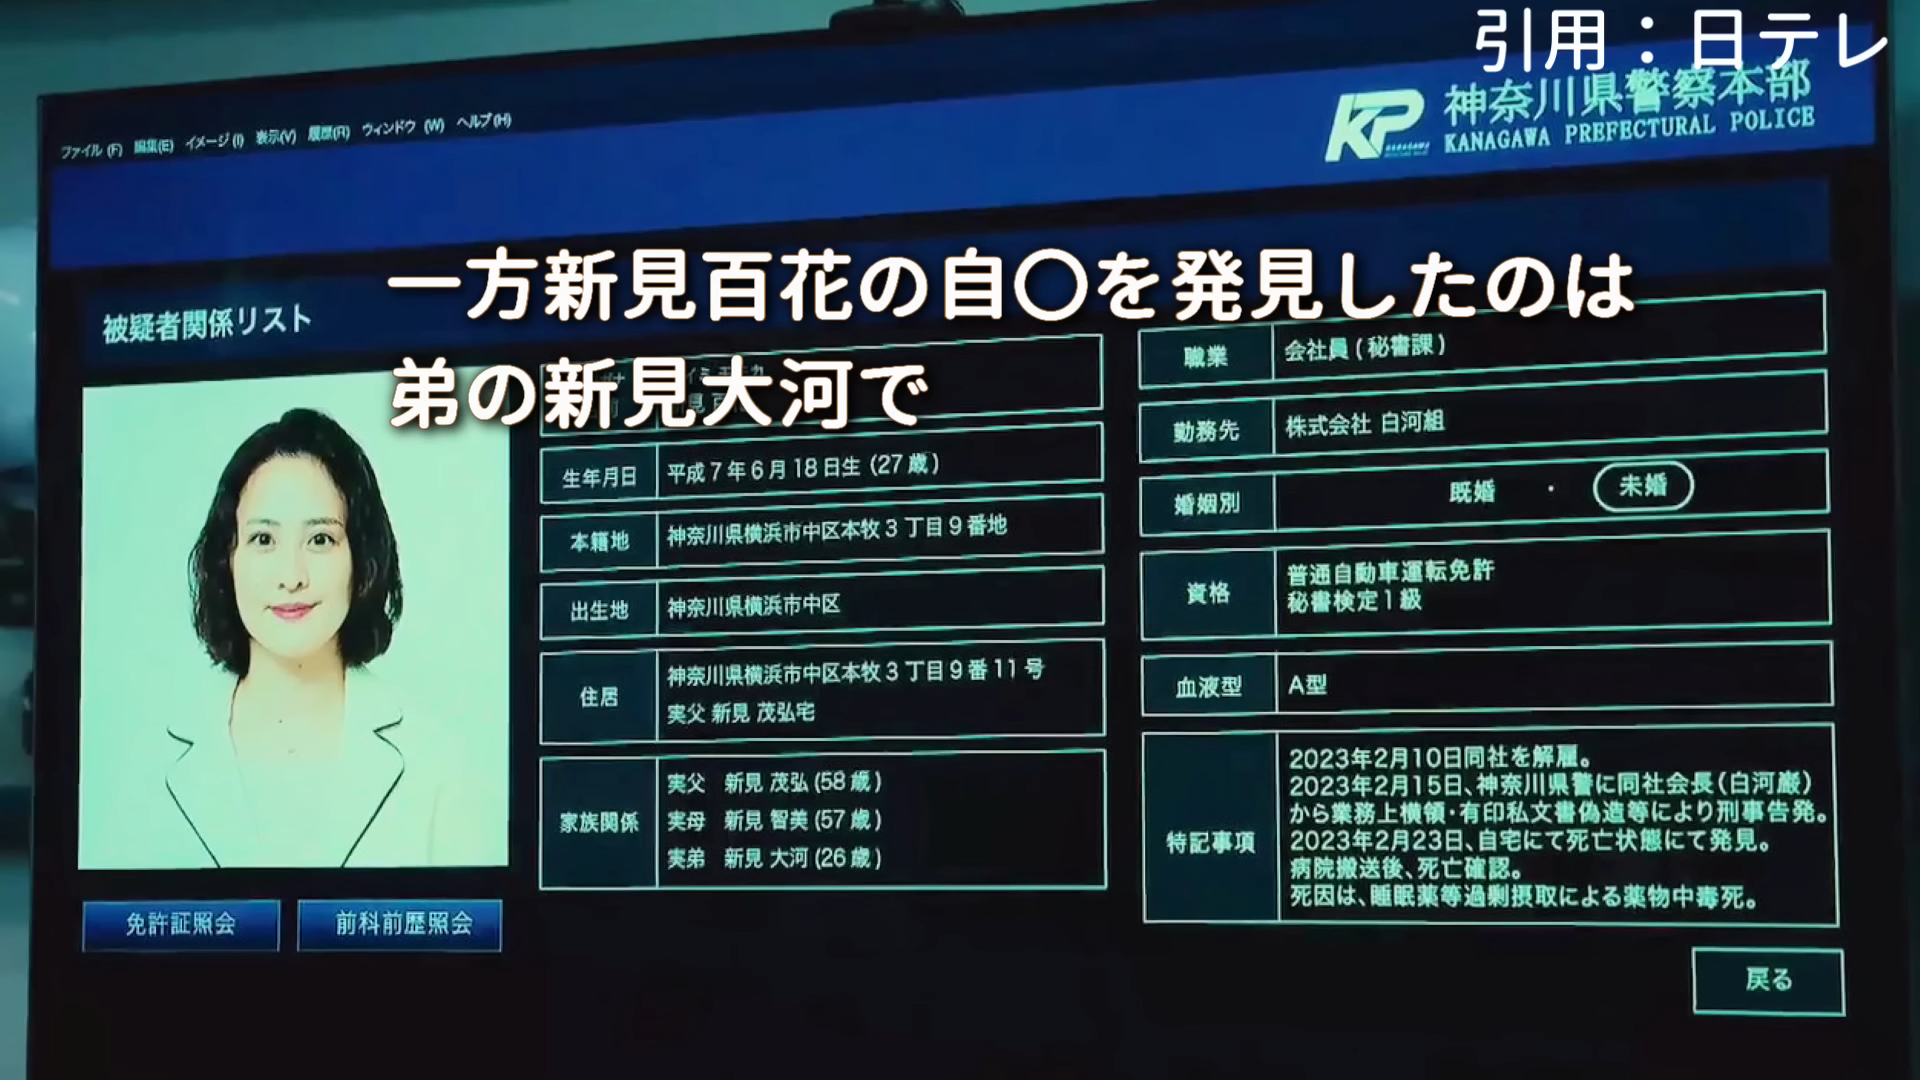 引用：日テレ
ファイル (F) 編集(E) イメージ(I) 表示(V) 履歴(R) ウィンドウ (W) ヘルプ(H)
KP 神奈川県警察本部
KANAGAWA PREFECTURAL POLICE
一方新見百花の自〇を発見したのは
弟の新見大河で
被疑者関係リスト
生年月日 平成７年６月18日生 (27歳)
本籍地 神奈川県横浜市中区本牧３丁目９番地
出生地 神奈川県横浜市中区
住居 神奈川県横浜市中区本牧３丁目９番11号
実父 新見 茂弘宅
家族関係 実父 新見 茂弘 (58歳)
実母 新見 智美 (57歳)
実弟 新見 大河 (26歳)
職業 会社員 (秘書課)
勤務先 株式会社 白河組
婚姻別 既婚 ・ 未婚
資格 普通自動車運転免許
秘書検定１級
血液型 A型
特記事項 2023年2月10日同社を解雇。
2023年2月15日、神奈川県警に同社会長(白河巌)
から業務上横領・有印私文書偽造等により刑事告発。
2023年2月23日、自宅にて死亡状態にて発見。
病院搬送後、死亡確認。
死因は、睡眠薬等過剰摂取による薬物中毒死。
免許証照会 前科前歴照会
戻る